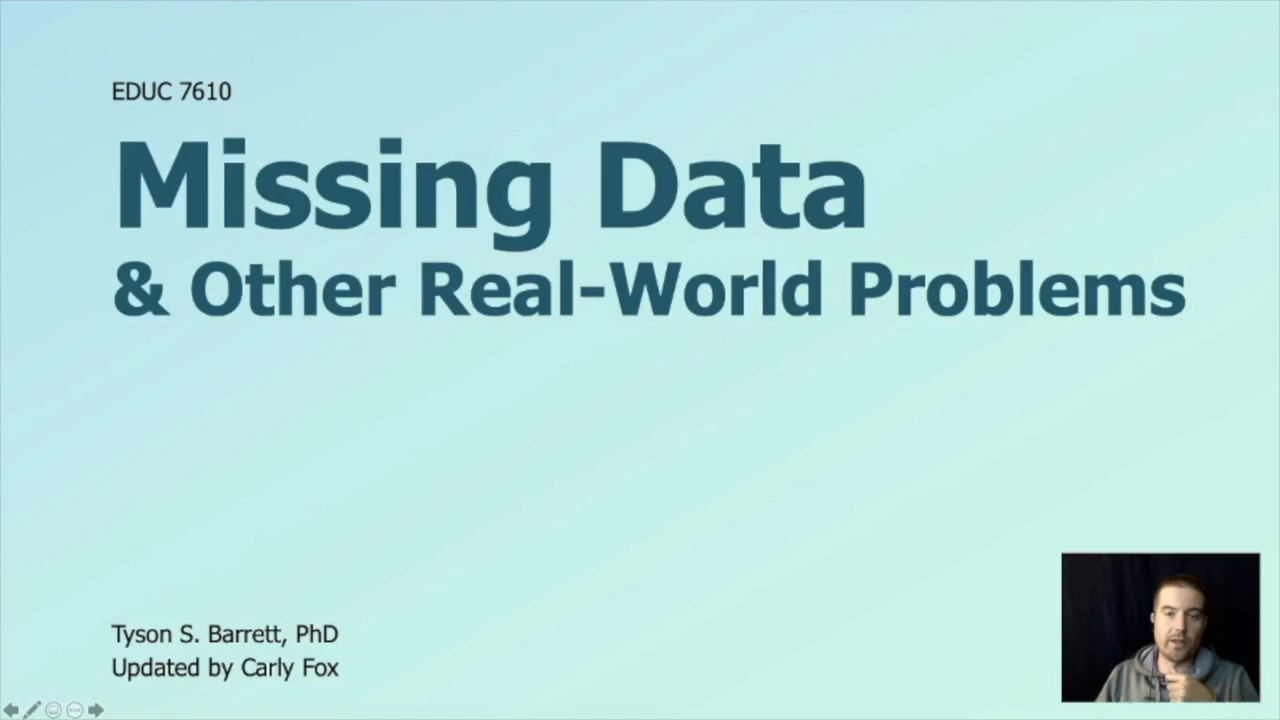 EDUC 7610
Missing Data
& Other Real-World Problems
Tyson S. Barrett, PhD
Updated by Carly Fox